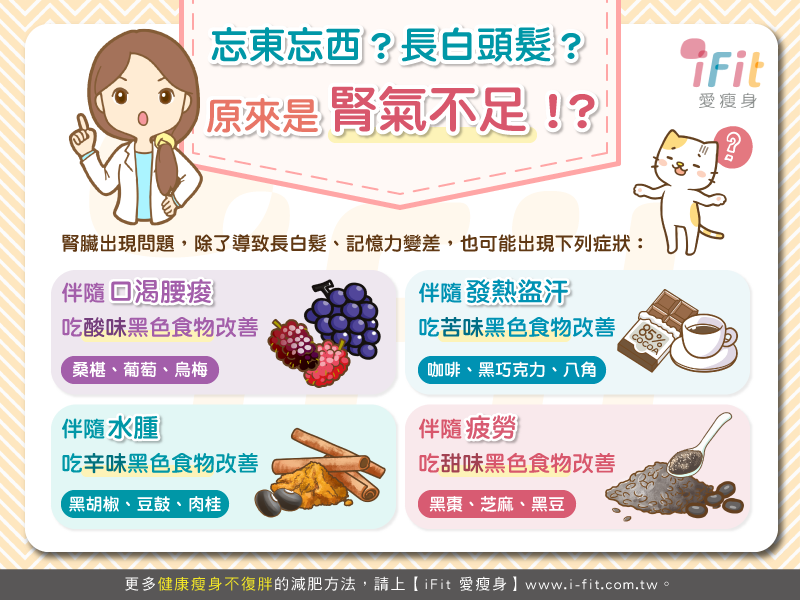 忘東忘西？長白頭髮？
原來是腎氣不足！?
iFit
愛瘦身
?
腎臟出現問題，除了導致長白髮、記憶力變差，也可能出現下列症狀：
伴隨口渴腰痠
吃酸味黑色食物改善
桑椹、葡萄、烏梅
伴隨發熱盜汗
吃苦味黑色食物改善
咖啡、黑巧克力、八角
85%
COCOA
伴隨水腫
吃辛味黑色食物改善
黑胡椒、豆鼓、肉桂
伴隨疲勞
吃甜味黑色食物改善
黑棗、芝麻、黑豆
更多健康瘦身不復胖的減肥方法，請上【iFit 愛瘦身】www.i-fit.com.tw。